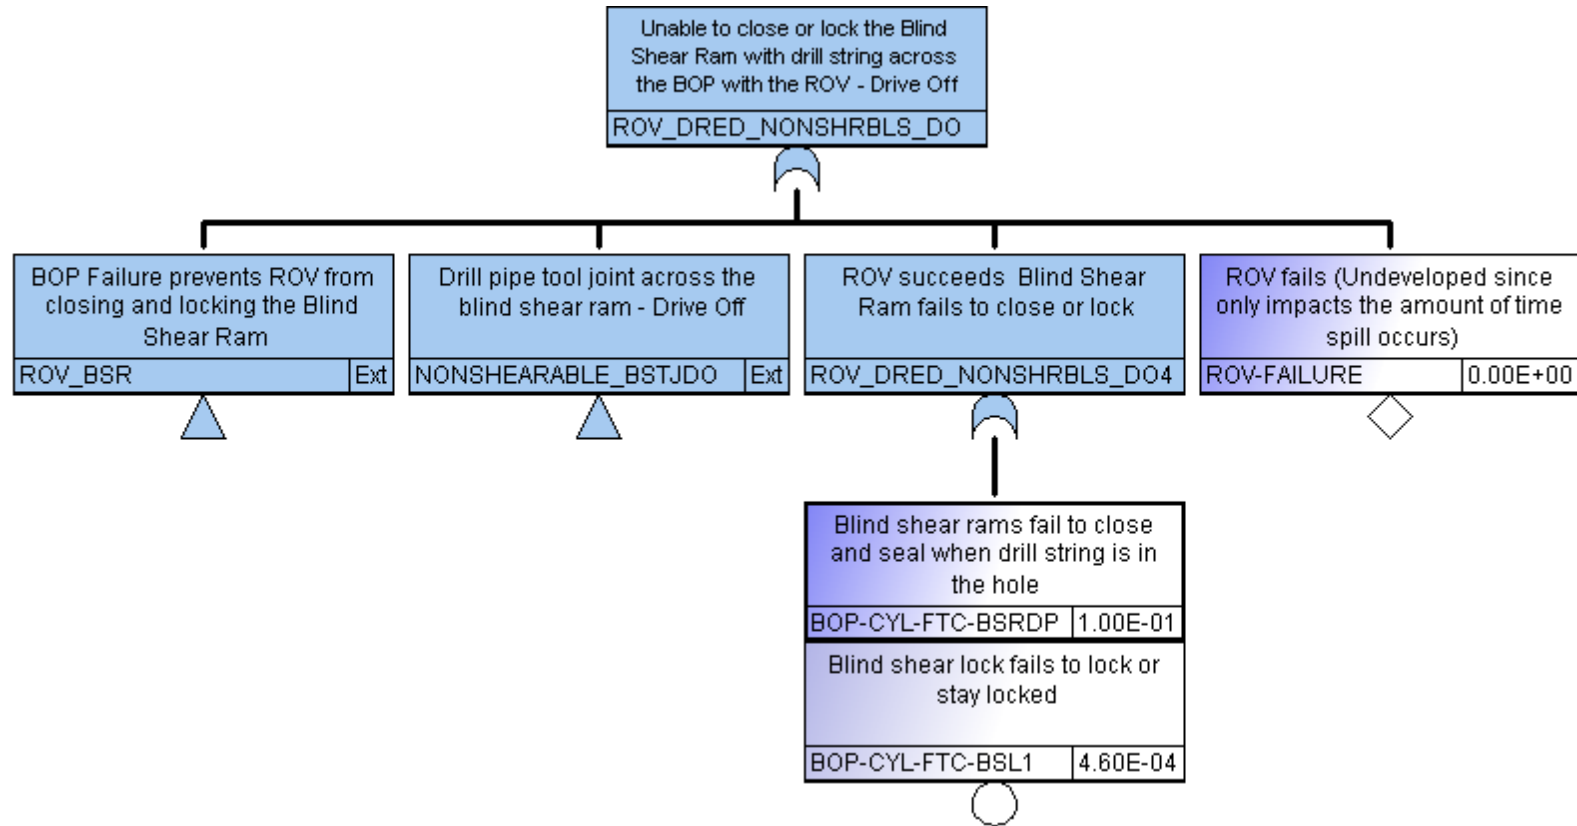 Unable to close or lock the Blind
Shear Ram with drill string across
the BOP with the ROV - Drive Off
ROV_DRED_NONSHRBLS_DO
BOP Failure prevents ROV from
closing and locking the Blind
Shear Ram
ROV_BSR Ext
Drill pipe tool joint across the
blind shear ram - Drive Off
NONSHEARABLE_BSTJDO Ext
ROV succeeds  Blind Shear
Ram fails to close or lock
ROV_DRED_NONSHRBLS_DO4
ROV fails (Undeveloped since
only impacts the amount of time
spill occurs)
ROV-FAILURE 0.00E+00
Blind shear rams fail to close
and seal when drill string is in
the hole
BOP-CYL-FTC-BSRDP 1.00E-01
Blind shear lock fails to lock or
stay locked
BOP-CYL-FTC-BSL1 4.60E-04